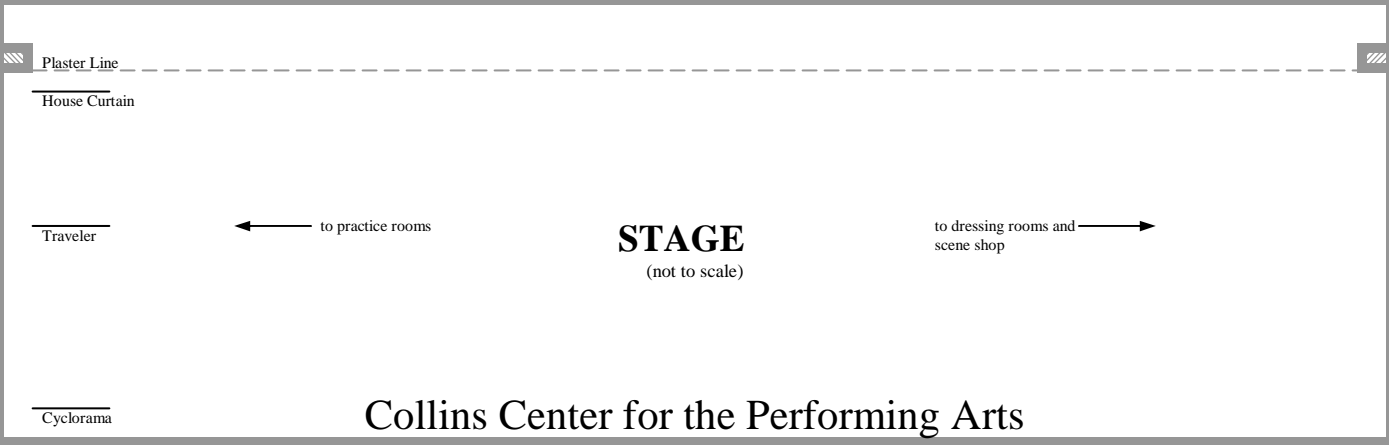 Plaster Line
House Curtain
Traveler
to practice rooms
STAGE
(not to scale)
to dressing rooms and
scene shop
Cyclorama
Collins Center for the Performing Arts